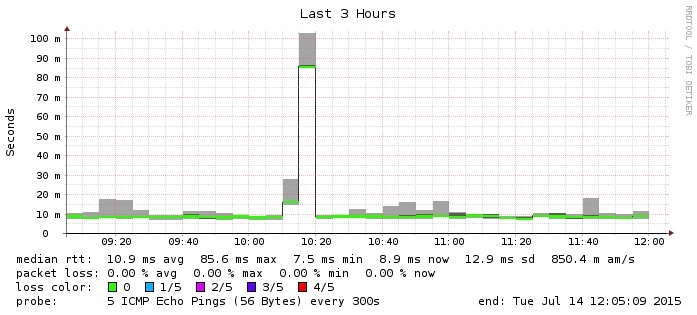 Last 3 Hours
RRDTOOL / TOBI OETIKER
Seconds
100 m
90 m
80 m
70 m
60 m
50 m
40 m
30 m
20 m
10 m
0
09:20 09:40 10:00 10:20 10:40 11:00 11:20 11:40 12:00
median rtt: 10.9 ms avg 85.6 ms max 7.5 ms min 8.9 ms now 12.9 ms sd 850.4 m am/s
packet loss: 0.00 % avg 0.00 % max 0.00 % min 0.00 % now
loss color: 0 1/5 2/5 3/5 4/5
probe: 5 ICMP Echo Pings (56 Bytes) every 300s end: Tue Jul 14 12:05:09 2015